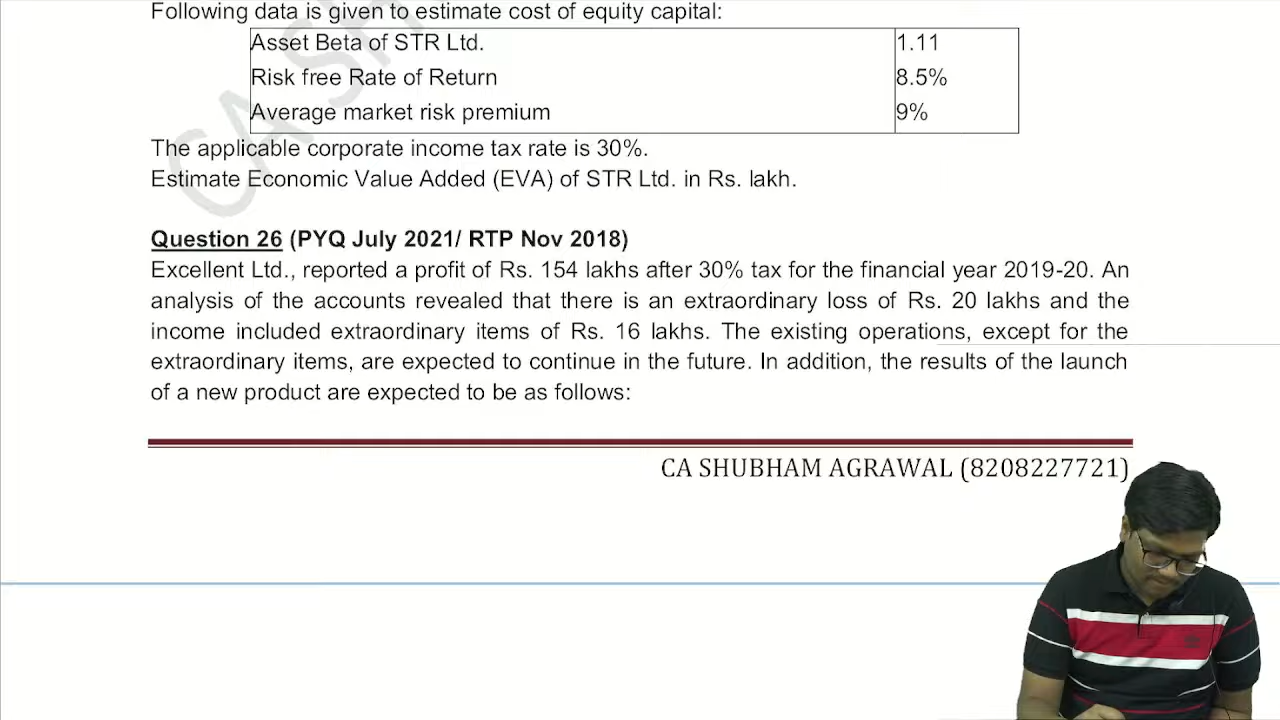 Following data is given to estimate cost of equity capital:
Asset Beta of STR Ltd. 1.11
Risk free Rate of Return 8.5%
Average market risk premium 9%
The applicable corporate income tax rate is 30%.
Estimate Economic Value Added (EVA) of STR Ltd. in Rs. lakh.
Question 26 (PYQ July 2021/ RTP Nov 2018)
Excellent Ltd., reported a profit of Rs. 154 lakhs after 30% tax for the financial year 2019-20. An
analysis of the accounts revealed that there is an extraordinary loss of Rs. 20 lakhs and the
income included extraordinary items of Rs. 16 lakhs. The existing operations, except for the
extraordinary items, are expected to continue in the future. In addition, the results of the launch
of a new product are expected to be as follows:
CA SHUBHAM AGRAWAL (8208227721)
CA SH